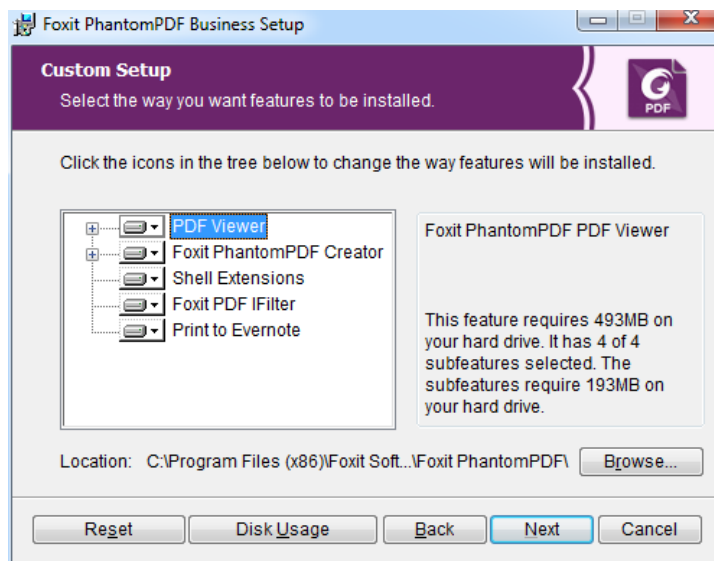 Foxit PhantomPDF Business Setup
Custom Setup
Select the way you want features to be installed.
PDF
Click the icons in the tree below to change the way features will be installed.
PDF Viewer
Foxit PhantomPDF Creator
Shell Extensions
Foxit PDF IFilter
Print to Evernote
Foxit PhantomPDF PDF Viewer
This feature requires 493MB on
your hard drive. It has 4 of 4
subfeatures selected. The
subfeatures require 193MB on
your hard drive.
Location: C:\Program Files (x86)\Foxit Soft...\Foxit PhantomPDF\ Browse...
Reset Disk Usage Back Next Cancel